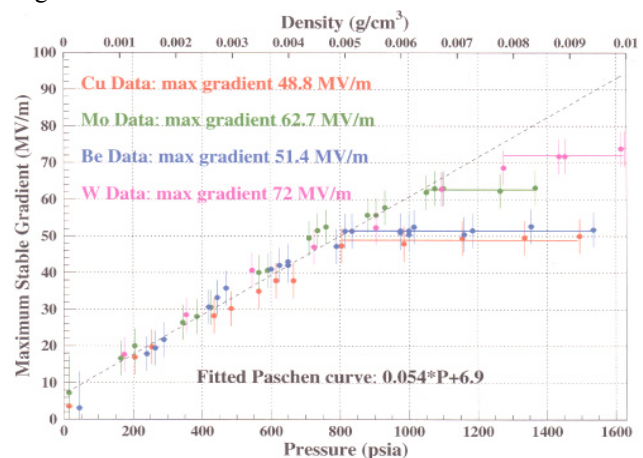 Density (g/cm³)
0 0.001 0.002 0.003 0.004 0.005 0.006 0.007 0.008 0.009 0.01
100
90
80
70
60
50
40
30
20
10
0
Maximum Stable Gradient (MV/m)
Cu Data: max gradient 48.8 MV/m
Mo Data: max gradient 62.7 MV/m
Be Data: max gradient 51.4 MV/m
W Data: max gradient 72 MV/m
Fitted Paschen curve: 0.054*P+6.9
0 200 400 600 800 1000 1200 1400 1600
Pressure (psia)